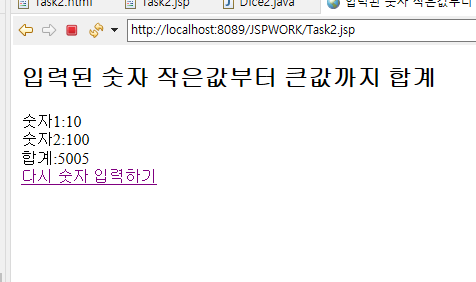 Task2.html Task2.jsp Dice2.java 입력된 숫자 작은값부터
http://localhost:8089/JSPWORK/Task2.jsp
입력된 숫자 작은값부터 큰값까지 합계
숫자1:10
숫자2:100
합계:5005
다시 숫자 입력하기